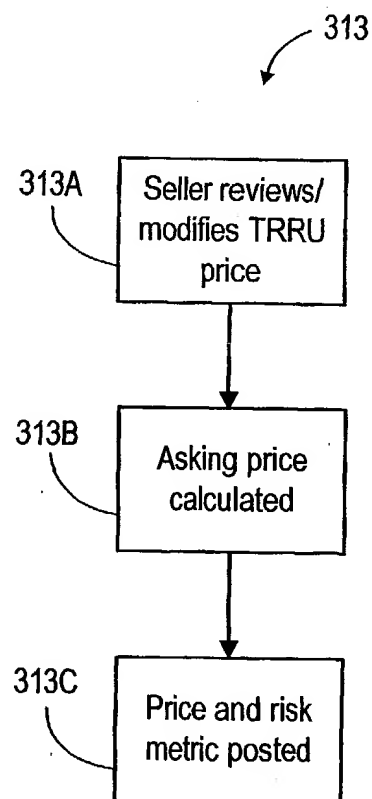 313
313A
Seller reviews/
modifies TRRU
price
313B
Asking price
calculated
313C
Price and risk
metric posted